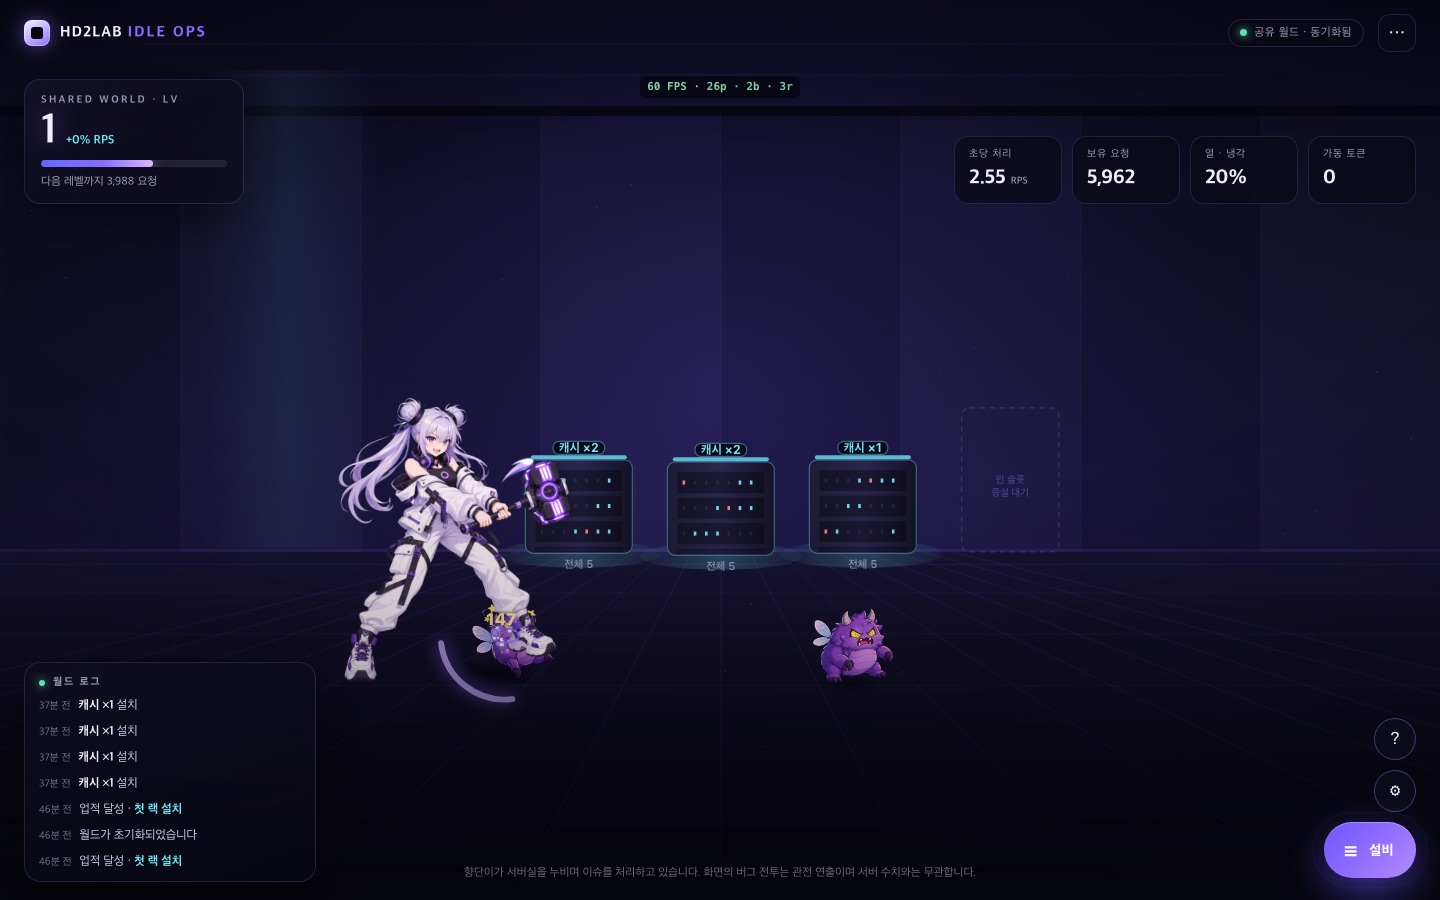 HD2LAB IDLE OPS
공유 월드 · 동기화됨
···
60 FPS · 26p · 2b · 3r
SHARED WORLD · LV
1 +0% RPS
다음 레벨까지 3,988 요청
초당 처리
2.55 RPS
보유 요청
5,962
열 · 냉각
20%
가동 토큰
0
캐시 ×2
캐시 ×2
캐시 ×1
빈 슬롯
증설 대기
전체 5
전체 5
전체 5
147
월드 로그
37분 전 캐시 ×1 설치
37분 전 캐시 ×1 설치
37분 전 캐시 ×1 설치
37분 전 캐시 ×1 설치
46분 전 업적 달성 · 첫 랙 설치
46분 전 월드가 초기화되었습니다
46분 전 업적 달성 · 첫 랙 설치
?
설비
향단이가 서버실을 누비며 이슈를 처리하고 있습니다. 화면의 버그 전투는 관전 연출이며 서버 수치와는 무관합니다.